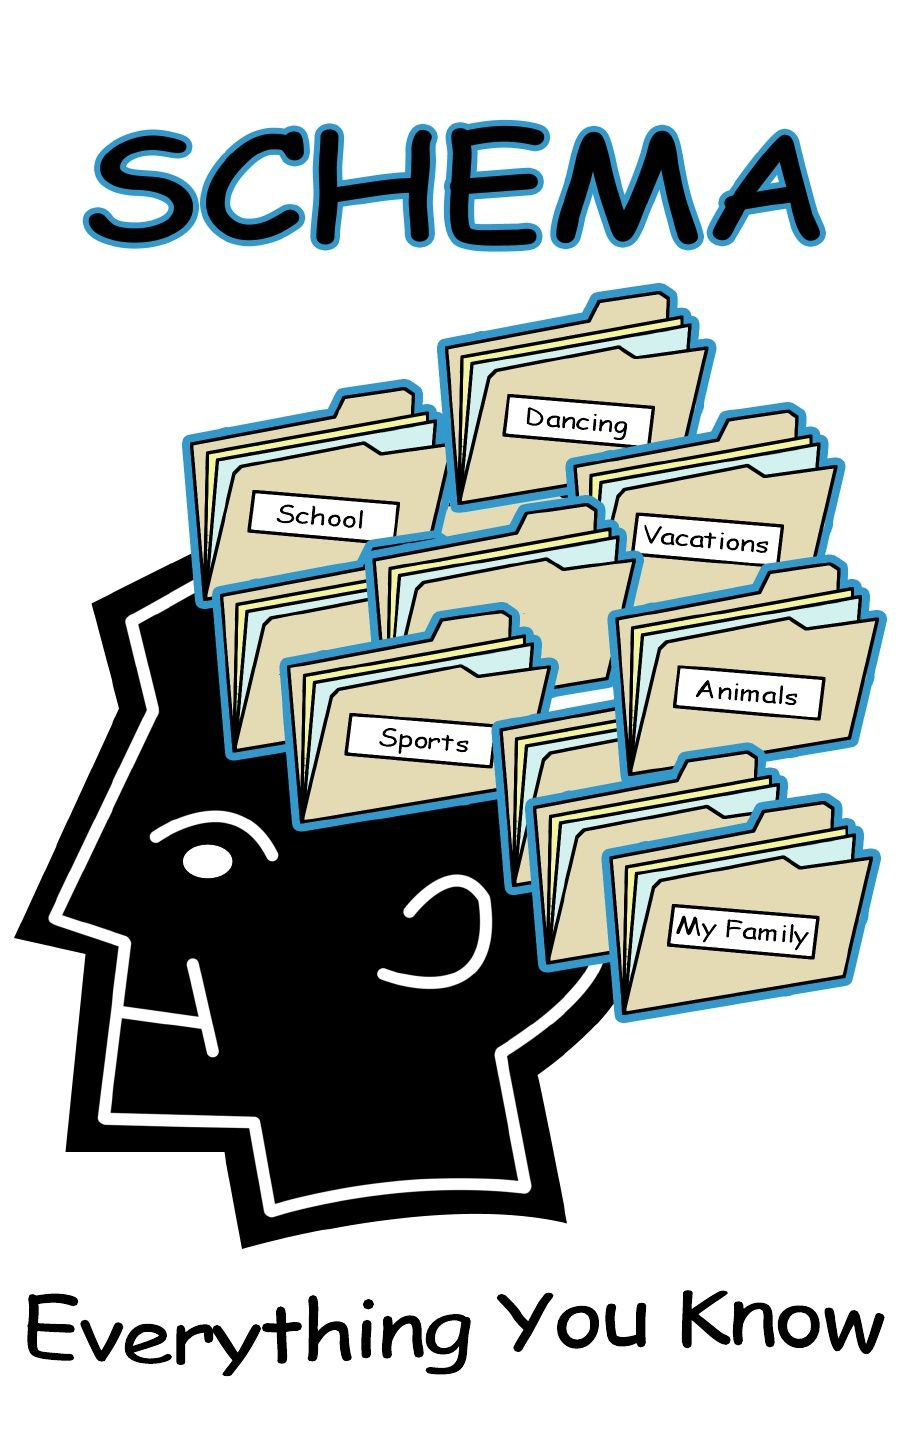 SCHEMA
Dancing
School
Vacations
Animals
Sports
My Family
Everything You Know